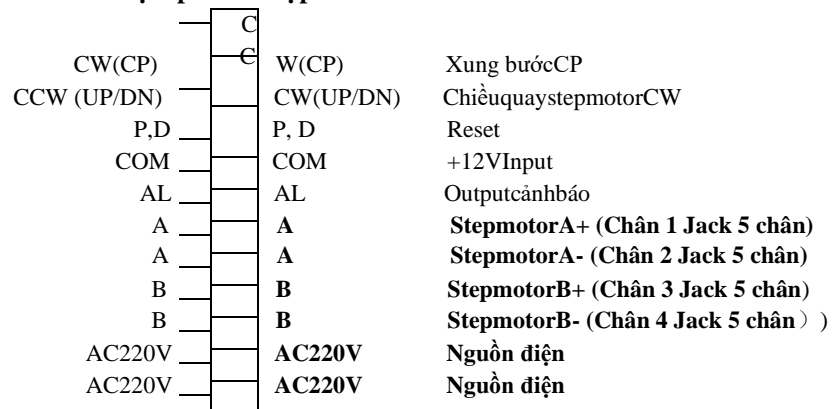 C
C
CW(CP) W(CP) Xung bướcCP
CCW (UP/DN) CW(UP/DN) ChiềuquaystepmotorCW
P,D P, D Reset
COM COM +12VInput
AL AL Outputcảnhbáo
A A StepmotorA+ (Chân 1 Jack 5 chân)
A A StepmotorA- (Chân 2 Jack 5 chân)
B B StepmotorB+ (Chân 3 Jack 5 chân)
B B StepmotorB- (Chân 4 Jack 5 chân））
AC220V AC220V Nguồn điện
AC220V AC220V Nguồn điện